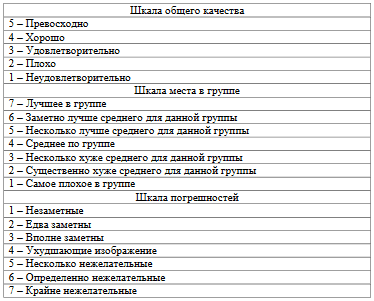 Шкала общего качества
5 – Превосходно
4 – Хорошо
3 – Удовлетворительно
2 – Плохо
1 – Неудовлетворительно
Шкала места в группе
7 – Лучшее в группе
6 – Заметно лучше среднего для данной группы
5 – Несколько лучше среднего для данной группы
4 – Среднее по группе
3 – Несколько хуже среднего для данной группы
2 – Существенно хуже среднего для данной группы
1 – Самое плохое в группе
Шкала погрешностей
1 – Незаметные
2 – Едва заметны
3 – Вполне заметны
4 – Ухудшающие изображение
5 – Несколько нежелательные
6 – Определенно нежелательные
7 – Крайне нежелательные